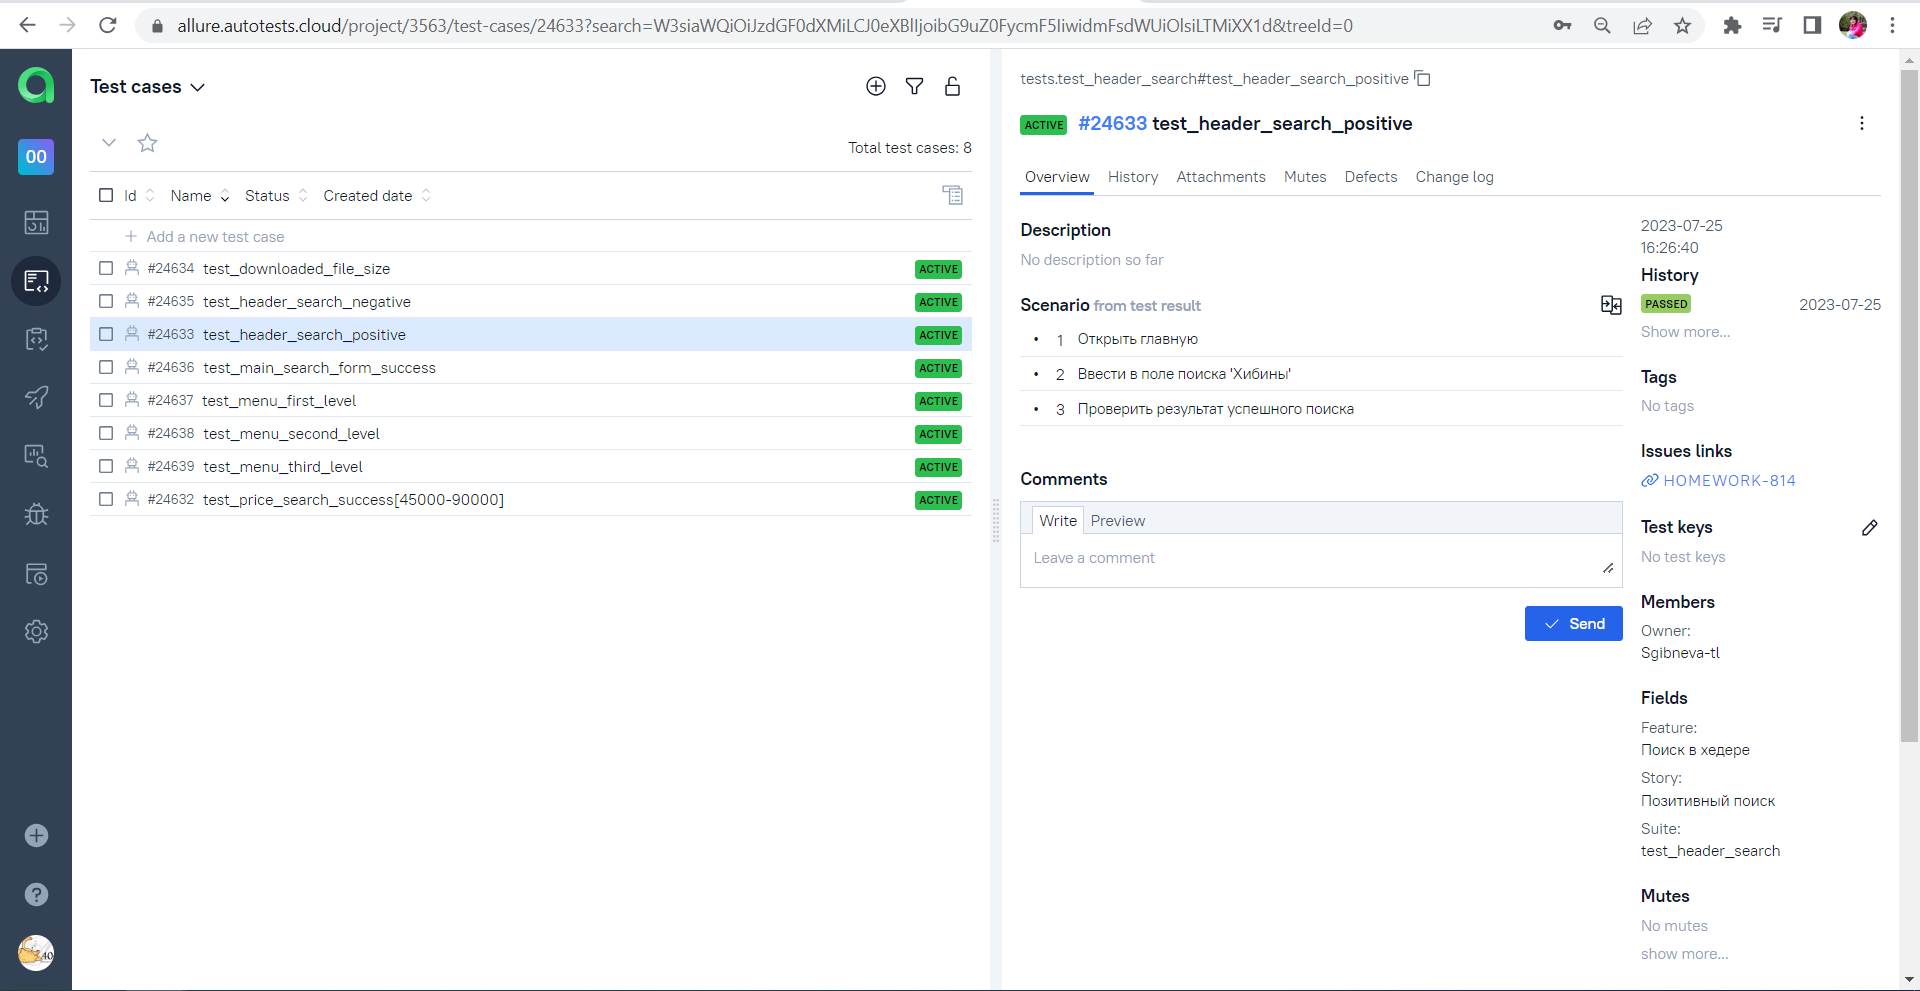 allure.autotests.cloud/project/3563/test-cases/24633?search=W3siaWQiOiJzdGF0dXMiLCJ0eXBlIjoibG9uZ0FycmF5IiwidmFsdWUiOlsiLTMiXX1d&treeId=0
Test cases
Total test cases: 8
Id Name Status Created date
+ Add a new test case
#24634 test_downloaded_file_size ACTIVE
#24635 test_header_search_negative ACTIVE
#24633 test_header_search_positive ACTIVE
#24636 test_main_search_form_success ACTIVE
#24637 test_menu_first_level ACTIVE
#24638 test_menu_second_level ACTIVE
#24639 test_menu_third_level ACTIVE
#24632 test_price_search_success[45000-90000] ACTIVE
OO
40
tests.test_header_search#test_header_search_positive
ACTIVE #24633 test_header_search_positive
Overview History Attachments Mutes Defects Change log
Description
No description so far
Scenario from test result
• 1 Открыть главную
• 2 Ввести в поле поиска 'Хибины'
• 3 Проверить результат успешного поиска
Comments
Write Preview
Leave a comment
Send
2023-07-25
16:26:40
History
PASSED 2023-07-25
Show more...
Tags
No tags
Issues links
HOMEWORK-814
Test keys
No test keys
Members
Owner:
Sgibneva-tl
Fields
Feature:
Поиск в хедере
Story:
Позитивный поиск
Suite:
test_header_search
Mutes
No mutes
show more...